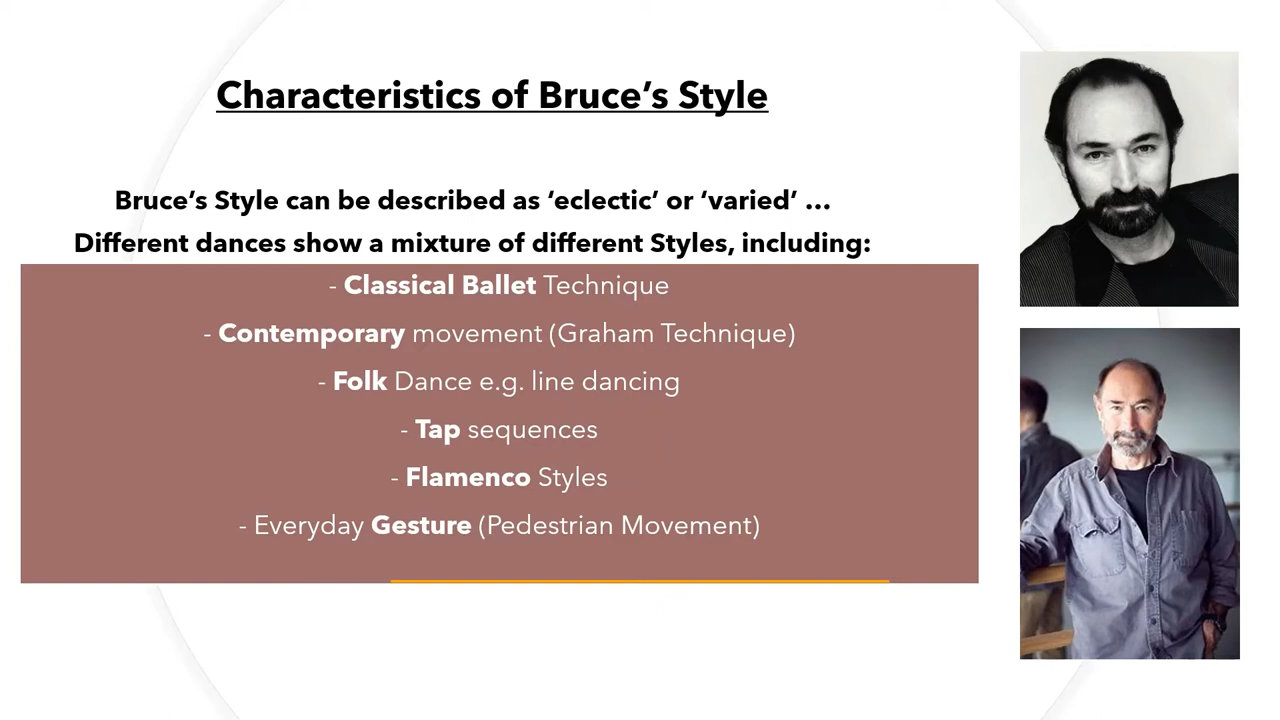 Characteristics of Bruce’s Style
Bruce’s Style can be described as ‘eclectic’ or ‘varied’ …
Different dances show a mixture of different Styles, including:
- Classical Ballet Technique
- Contemporary movement (Graham Technique)
- Folk Dance e.g. line dancing
- Tap sequences
- Flamenco Styles
- Everyday Gesture (Pedestrian Movement)